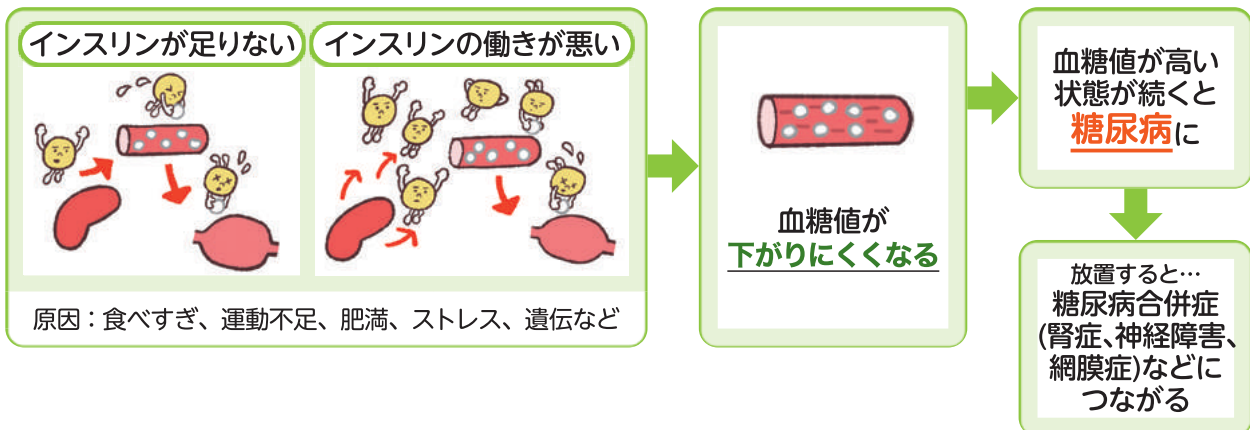 インスリンが足りない
インスリンの働きが悪い
原因：食べすぎ、運動不足、肥満、ストレス、遺伝など
血糖値が
下がりにくくなる
血糖値が高い
状態が続くと
糖尿病に
放置すると…
糖尿病合併症
(腎症、神経障害、
網膜症)などに
つながる